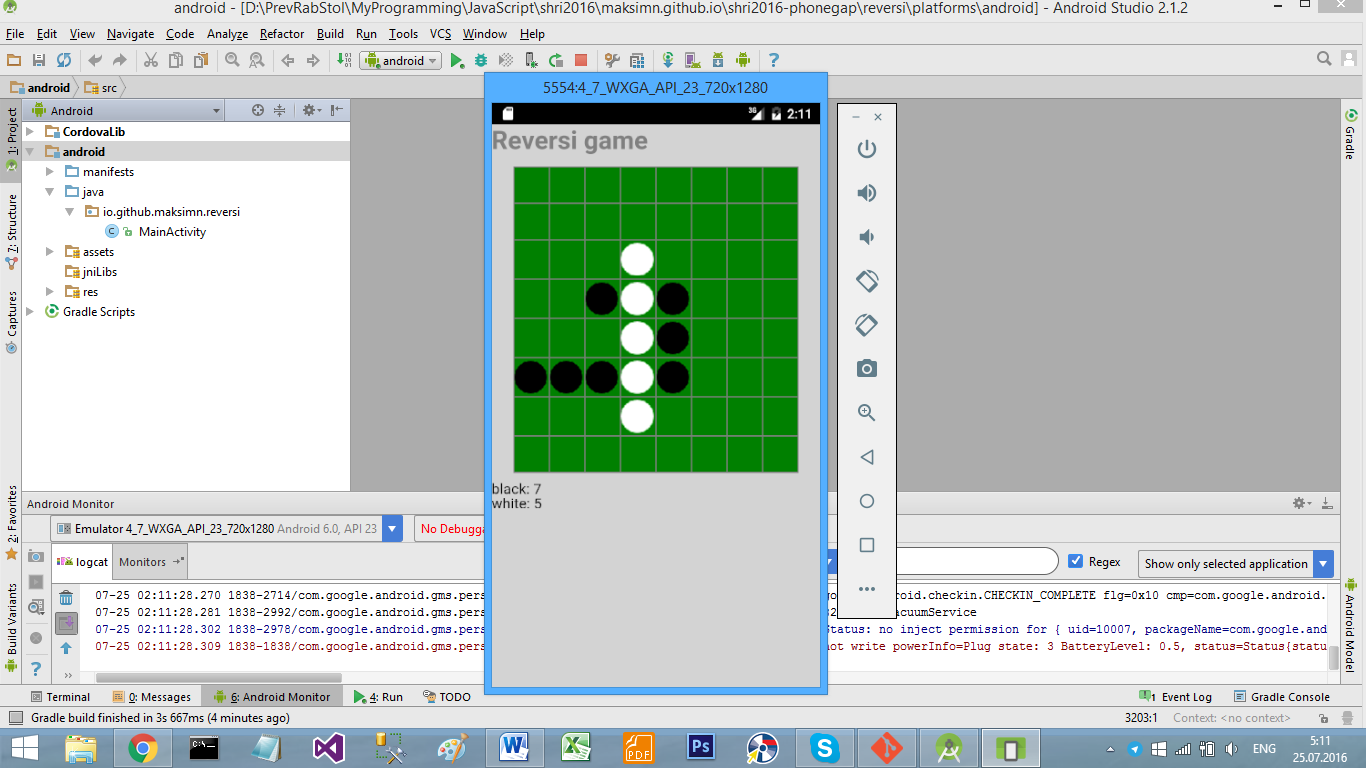 android - [D:\PrevRabStol\MyProgramming\JavaScript\shri2016\maksimn.github.io\shri2016-phonegap\reversi\platforms\android] - Android Studio 2.1.2
File Edit View Navigate Code Analyze Refactor Build Run Tools VCS Window Help
android
android src
5554:4_7_WXGA_API_23_720x1280
Android
3G 2:11
Reversi game
1: Project
7: Structure
Captures
2: Favorites
Build Variants
CordovaLib
android
manifests
java
io.github.maksimn.reversi
MainActivity
assets
jniLibs
res
Gradle Scripts
Gradle
Android Model
black: 7
white: 5
Android Monitor
Emulator 4_7_WXGA_API_23_720x1280 Android 6.0, API 23
No Debugga
logcat Monitors
Regex
Show only selected application
07-25 02:11:28.270 1838-2714/com.google.android.gms.pers
android.checkin.CHECKIN_COMPLETE flg=0x10 cmp=com.google.android.
07-25 02:11:28.281 1838-2992/com.google.android.gms.pers
acuumService
07-25 02:11:28.302 1838-2978/com.google.android.gms.pers
Status: no inject permission for { uid=10007, packageName=com.google.and
07-25 02:11:28.309 1838-1838/com.google.android.gms.pers
not write powerInfo=Plug state: 3 BatteryLevel: 0.5, status=Status{statu
Terminal 0: Messages 6: Android Monitor 4: Run TODO
1 Event Log Gradle Console
Gradle build finished in 3s 667ms (4 minutes ago)
3203:1 Context: <no context>
ENG
5:11
25.07.2016